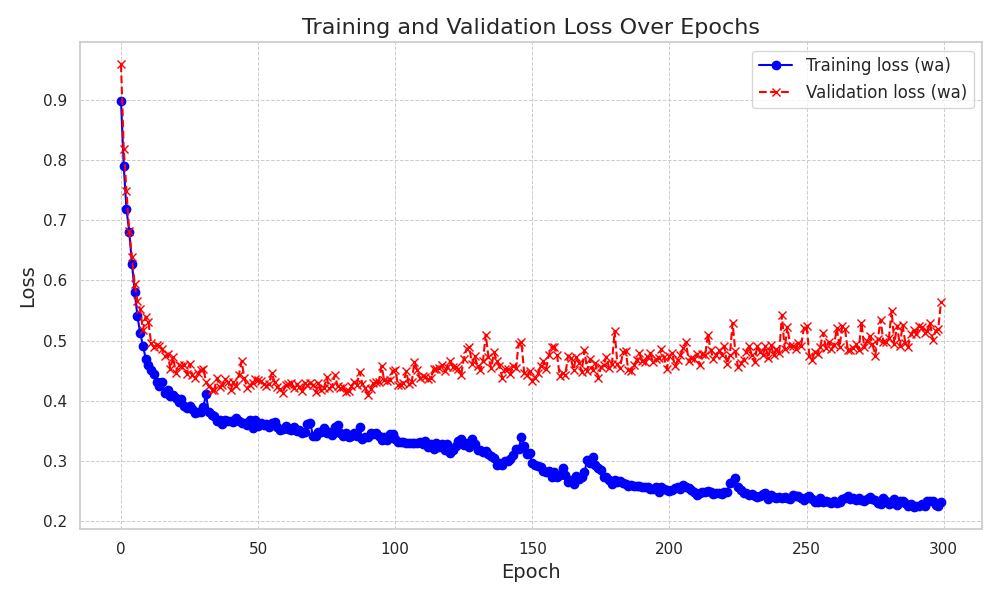 Training and Validation Loss Over Epochs
Training loss (wa)
Validation loss (wa)
Loss
0.9
0.8
0.7
0.6
0.5
0.4
0.3
0.2
0 50 100 150 200 250 300
Epoch